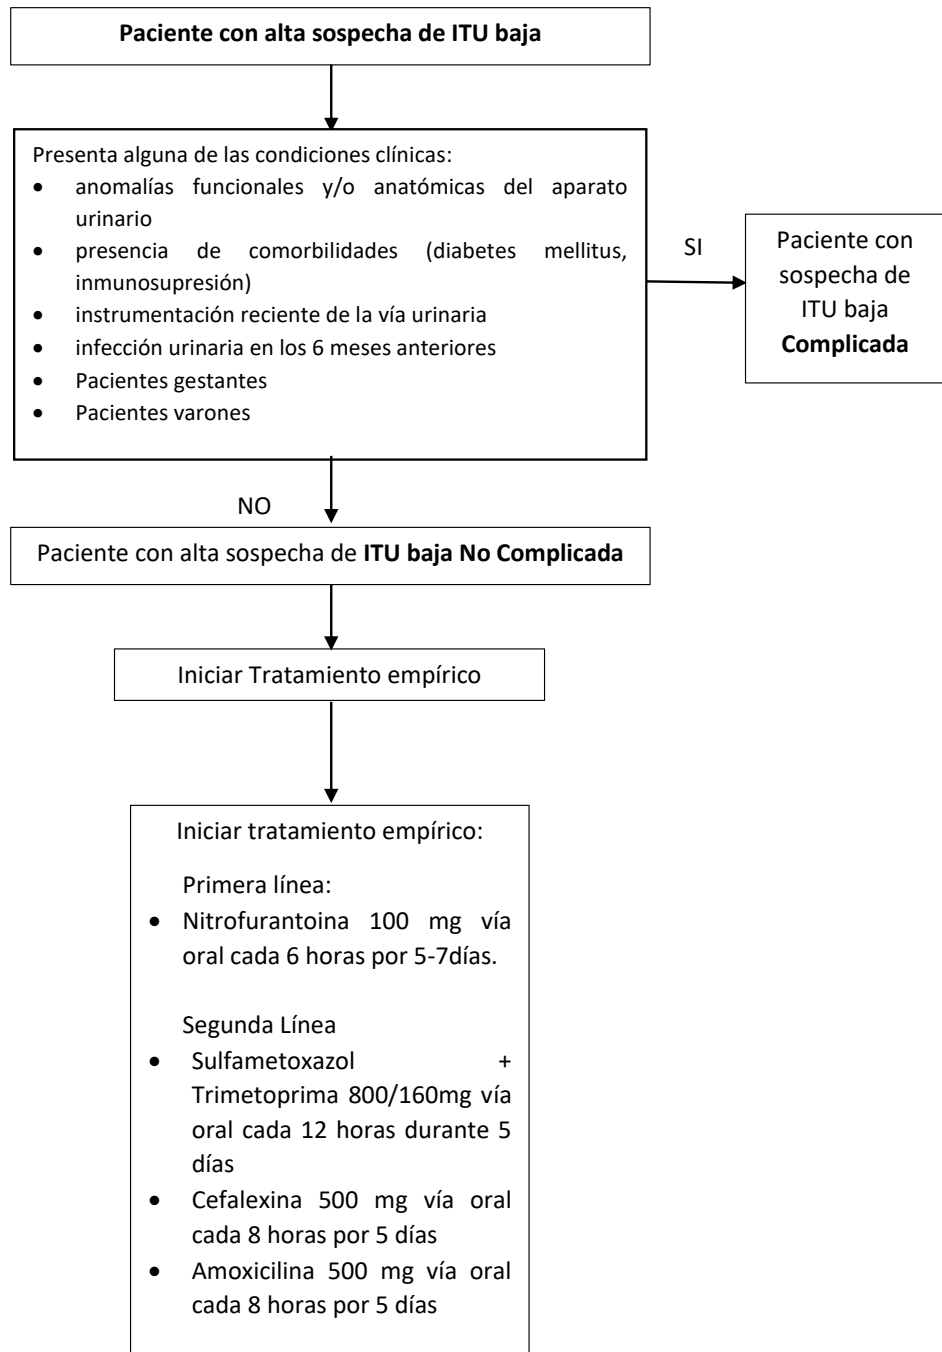 Paciente con alta sospecha de ITU baja
Presenta alguna de las condiciones clínicas:
• anomalías funcionales y/o anatómicas del aparato
urinario
• presencia de comorbilidades (diabetes mellitus,
inmunosupresión)
• instrumentación reciente de la vía urinaria
• infección urinaria en los 6 meses anteriores
• Pacientes gestantes
• Pacientes varones
SI
Paciente con
sospecha de
ITU baja
Complicada
NO
Paciente con alta sospecha de ITU baja No Complicada
Iniciar Tratamiento empírico
Iniciar tratamiento empírico:
Primera línea:
• Nitrofurantoina 100 mg vía
oral cada 6 horas por 5-7días.
Segunda Línea
• Sulfametoxazol +
Trimetoprima 800/160mg vía
oral cada 12 horas durante 5
días
• Cefalexina 500 mg vía oral
cada 8 horas por 5 días
• Amoxicilina 500 mg vía oral
cada 8 horas por 5 días